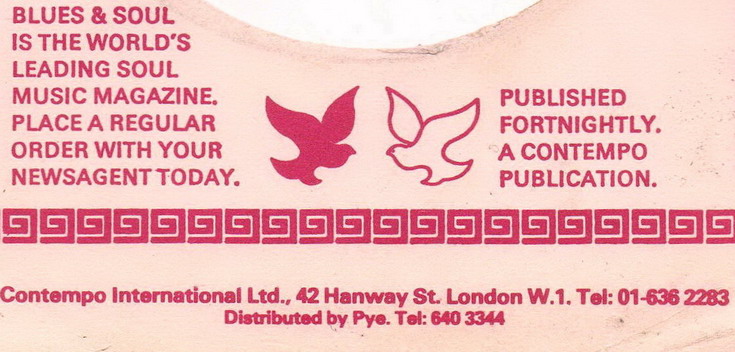 BLUES & SOUL
IS THE WORLD'S
LEADING SOUL
MUSIC MAGAZINE.
PLACE A REGULAR
ORDER WITH YOUR
NEWSAGENT TODAY.
PUBLISHED
FORTNIGHTLY.
A CONTEMPO
PUBLICATION.
Contempo International Ltd., 42 Hanway St. London W.1. Tel: 01-636 2283
Distributed by Pye. Tel: 640 3344